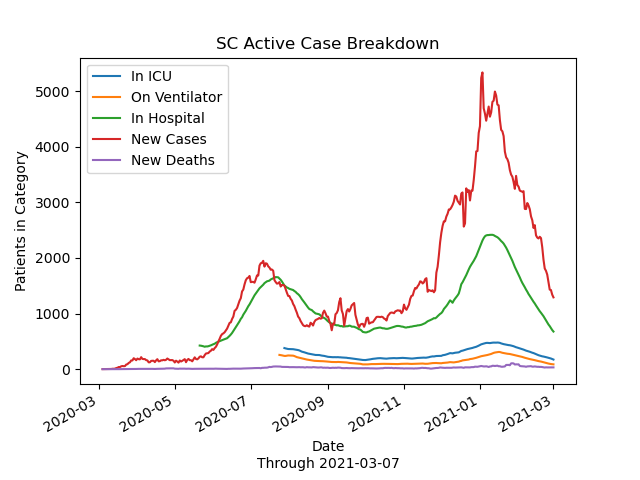 SC Active Case Breakdown
In ICU
On Ventilator
In Hospital
New Cases
New Deaths
Patients in Category
5000
4000
3000
2000
1000
0
2020-03
2020-05
2020-07
2020-09
2020-11
2021-01
2021-03
Date
Through 2021-03-07